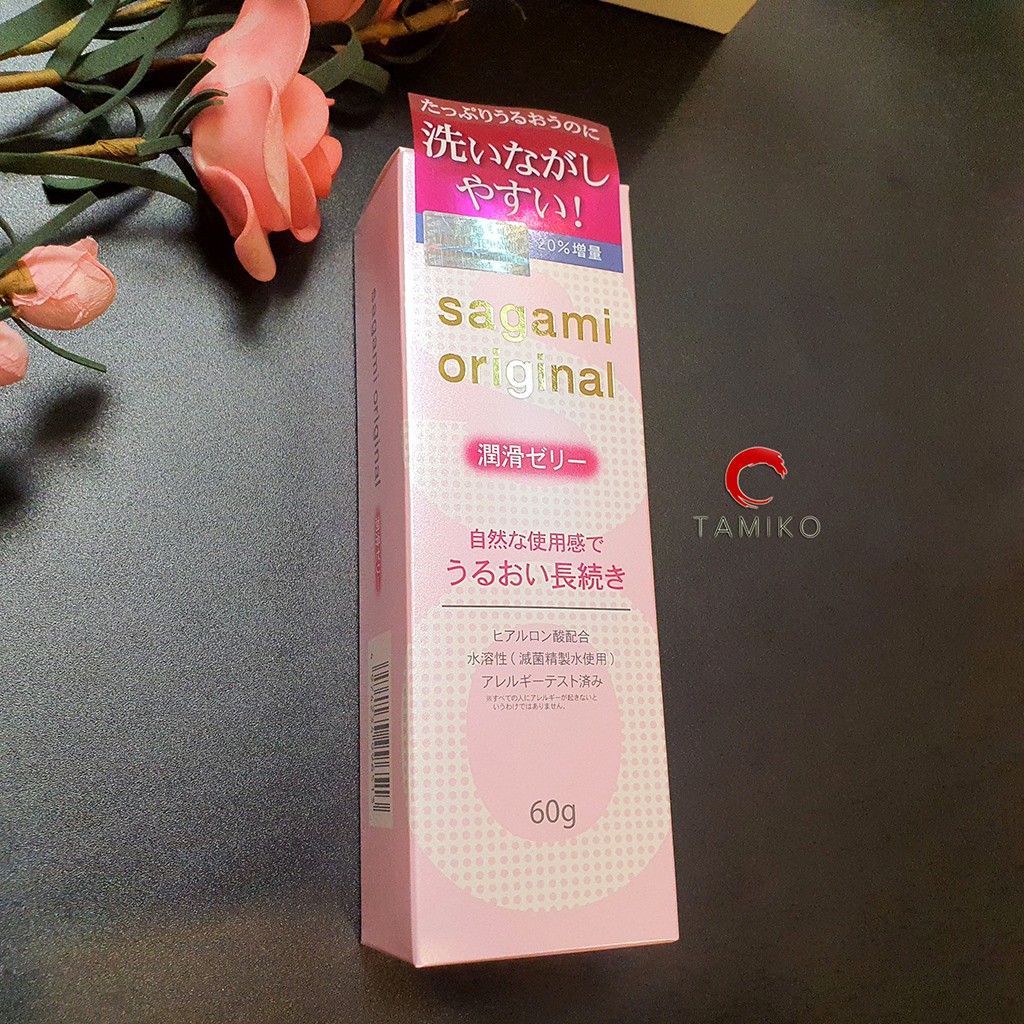 たっぷりうるおうのに
洗いながし
やすい！
20％増量
sagami
original
潤滑ゼリー
自然な使用感で
うるおい長続き
ヒアルロン酸配合
水溶性（滅菌精製水使用）
アレルギーテスト済み
※すべての人にアレルギーが起きないと
いうわけではありません。
60g
sagami original
TAMIKO